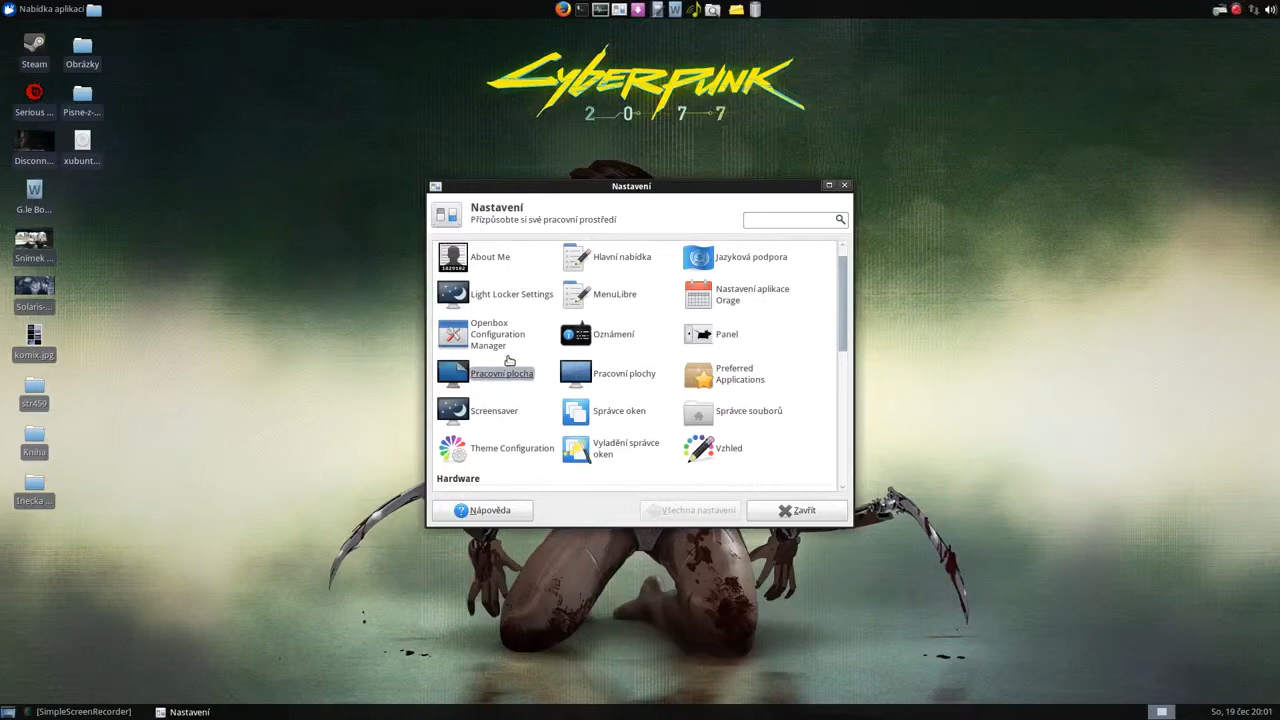 Nabídka aplikací
So, 19 čec 20:01
Steam
Obrázky
Serious ...
Pisne-z-...
Disconn...
xubunt...
G.le Bo...
Snímek ...
Solaris-...
komix.jpg
str459
Kniha
1necka ...
CYBERPUNK
2077
Nastavení
Nastavení
Přizpůsobte si své pracovní prostředí
About Me
Hlavní nabídka
Jazyková podpora
Light Locker Settings
MenuLibre
Nastavení aplikace
Orage
Openbox
Configuration
Manager
Oznámení
Panel
Pracovní plocha
Pracovní plochy
Preferred
Applications
Screensaver
Správce oken
Správce souborů
Theme Configuration
Vyladění správce
oken
Vzhled
Hardware
Nápověda
Všechna nastavení
Zavřít
[SimpleScreenRecorder]
Nastavení